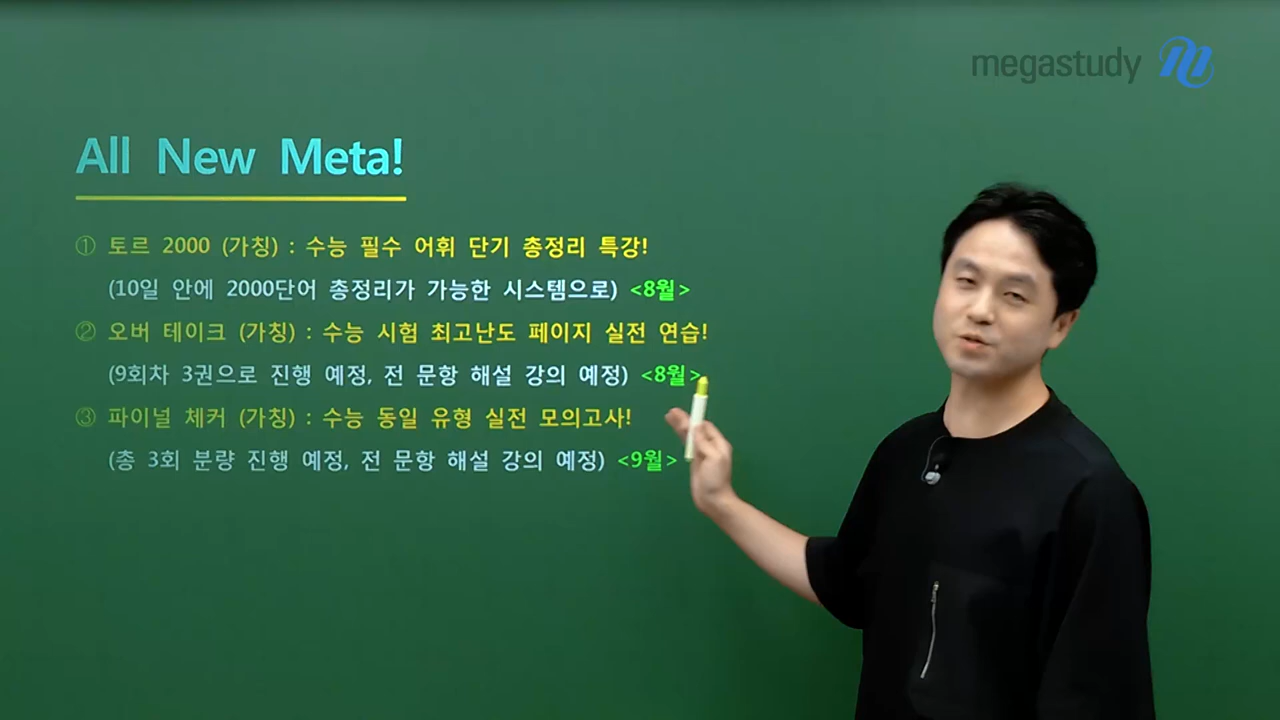 megastudy
All New Meta!
① 토르 2000 (가칭) : 수능 필수 어휘 단기 총정리 특강!
(10일 안에 2000단어 총정리가 가능한 시스템으로) <8월>
② 오버 테이크 (가칭) : 수능 시험 최고난도 페이지 실전 연습!
(9회차 3권으로 진행 예정, 전 문항 해설 강의 예정) <8월>
③ 파이널 체커 (가칭) : 수능 동일 유형 실전 모의고사!
(총 3회 분량 진행 예정, 전 문항 해설 강의 예정) <9월>